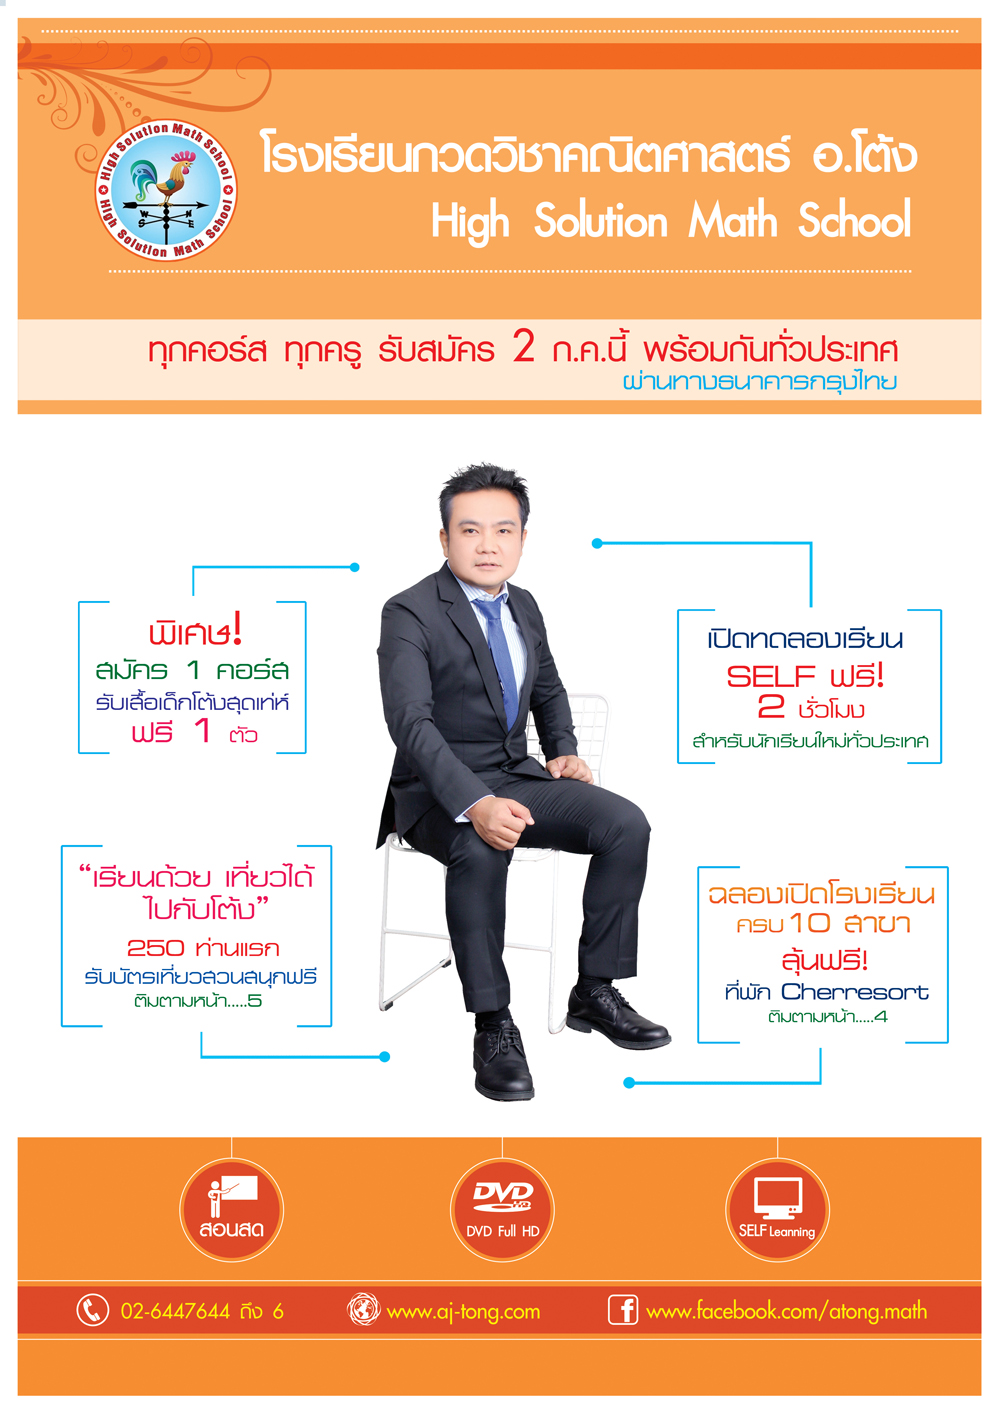 High Solution Math School
High Solution Math School
W N
S E
โรงเรียนกวดวิชาคณิตศาสตร์ อ.โต้ง
High Solution Math School
ทุกคอร์ส ทุกครู รับสมัคร 2 ก.ค.นี้ พร้อมกันทั่วประเทศ
ผ่านทางธนาคารกรุงไทย
พิเศษ!
สมัคร 1 คอร์ส
รับเสื้อเด็กโต้งสุดเท่ห์
ฟรี 1 ตัว
เปิดทดลองเรียน
SELF ฟรี!
2 ชั่วโมง
สำหรับนักเรียนใหม่ทั่วประเทศ
“เรียนด้วย เที่ยวได้
ไปกับโต้ง”
250 ท่านแรก
รับบัตรเที่ยวสวนสนุกฟรี
ติมตามหน้า.....5
ฉลองเปิดโรงเรียน
ครบ 10 สาขา
ลุ้นฟรี!
ที่พัก Cherresort
ติมตามหน้า.....4
สอนสด
DVD HD
DVD Full HD
SELF Leanning
02-6447644 ถึง 6
www.aj-tong.com
f www.facebook.com/atong.math